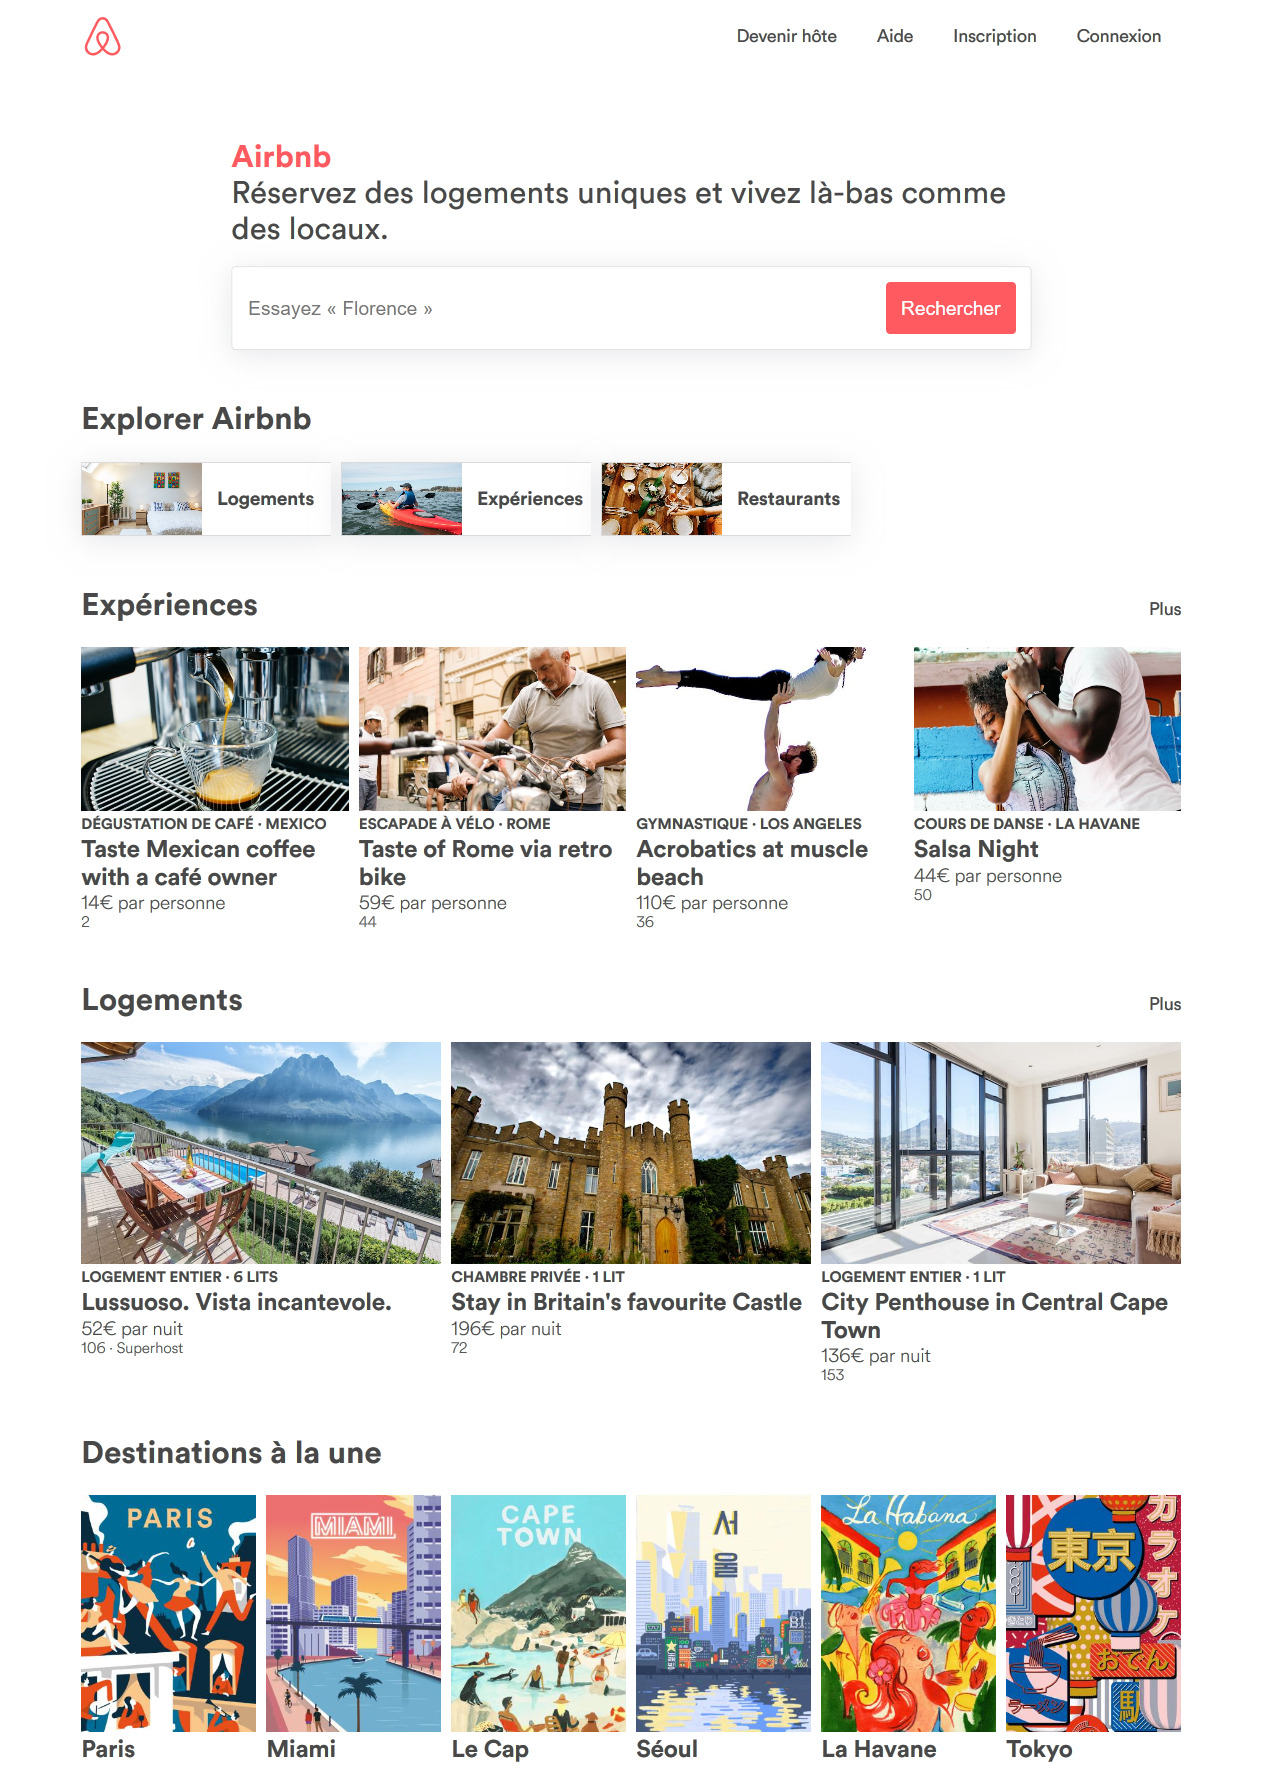 Devenir hôte Aide Inscription Connexion
Airbnb
Réservez des logements uniques et vivez là-bas comme
des locaux.
Essayez « Florence » Rechercher
Explorer Airbnb
Logements Expériences Restaurants
Expériences Plus
DÉGUSTATION DE CAFÉ · MEXICO
Taste Mexican coffee
with a café owner
14€ par personne
2
ESCAPADE À VÉLO · ROME
Taste of Rome via retro
bike
59€ par personne
44
GYMNASTIQUE · LOS ANGELES
Acrobatics at muscle
beach
110€ par personne
36
COURS DE DANSE · LA HAVANE
Salsa Night
44€ par personne
50
Logements Plus
LOGEMENT ENTIER · 6 LITS
Lussuoso. Vista incantevole.
52€ par nuit
106 · Superhost
CHAMBRE PRIVÉE · 1 LIT
Stay in Britain's favourite Castle
196€ par nuit
72
LOGEMENT ENTIER · 1 LIT
City Penthouse in Central Cape
Town
136€ par nuit
153
Destinations à la une
PARIS
MIAMI
CAPE
TOWN
서
울
La Habana
東京
カラオケ
おでん
ラーメン
駅
Paris
Miami
Le Cap
Séoul
La Havane
Tokyo